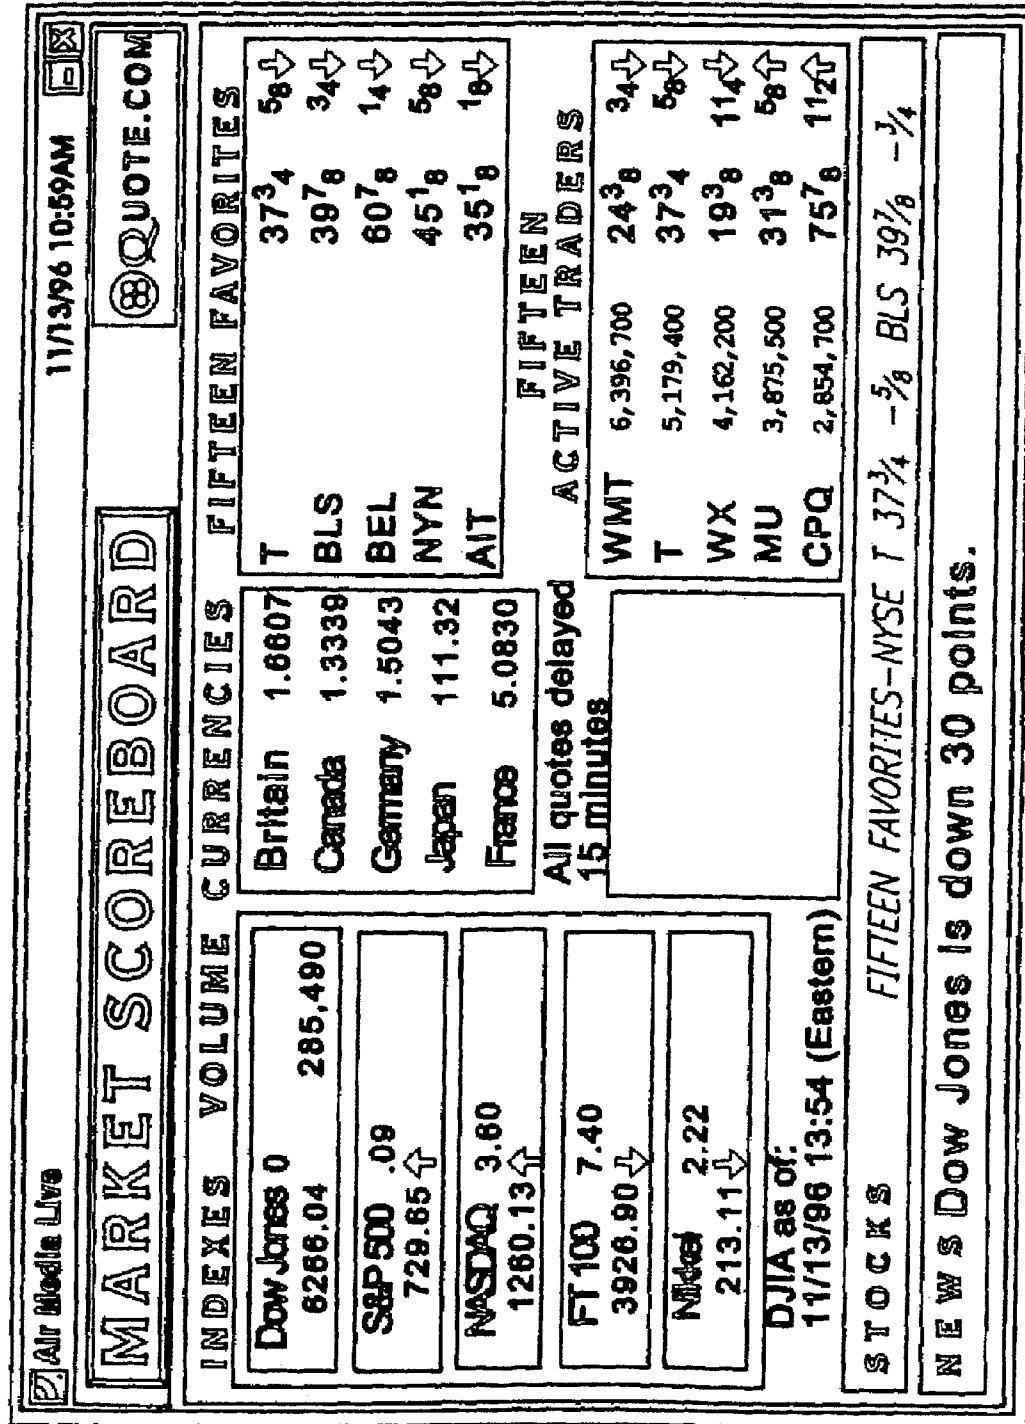 Air Media Live 11/13/96 10:59AM
MARKET SCOREBOARD QUOTE.COM
INDEXES VOLUME CURRENCIES FIFTEEN FAVORITES
Dow Jones 0
6266.04 285,490
S&P 500 .09
729.65
NASDAQ 3.60
1260.13
FT 100 7.40
3926.90
Nikkei 2.22
213.11
DJIA as of:
11/13/96 13:54 (Eastern)
Britain 1.6607
Canada 1.3339
Germany 1.5043
Japan 111.32
France 5.0830
All quotes delayed
15 minutes
T 37 3/4 5/8
BLS 39 7/8 3/4
BEL 60 7/8 1/4
NYN 45 1/8 5/8
AIT 35 1/8 1/8
FIFTEEN
ACTIVE TRADERS
WMT 6,396,700 24 3/8 3/4
T 5,179,400 37 3/4 5/8
WX 4,162,200 19 3/8 1 1/4
MU 3,875,500 31 3/8 5/8
CPQ 2,854,700 75 7/8 1 1/2
STOCKS FIFTEEN FAVORITES-NYSE T 37 3/4 -5/8 BLS 39 7/8 -3/4
NEWS Dow Jones is down 30 points.